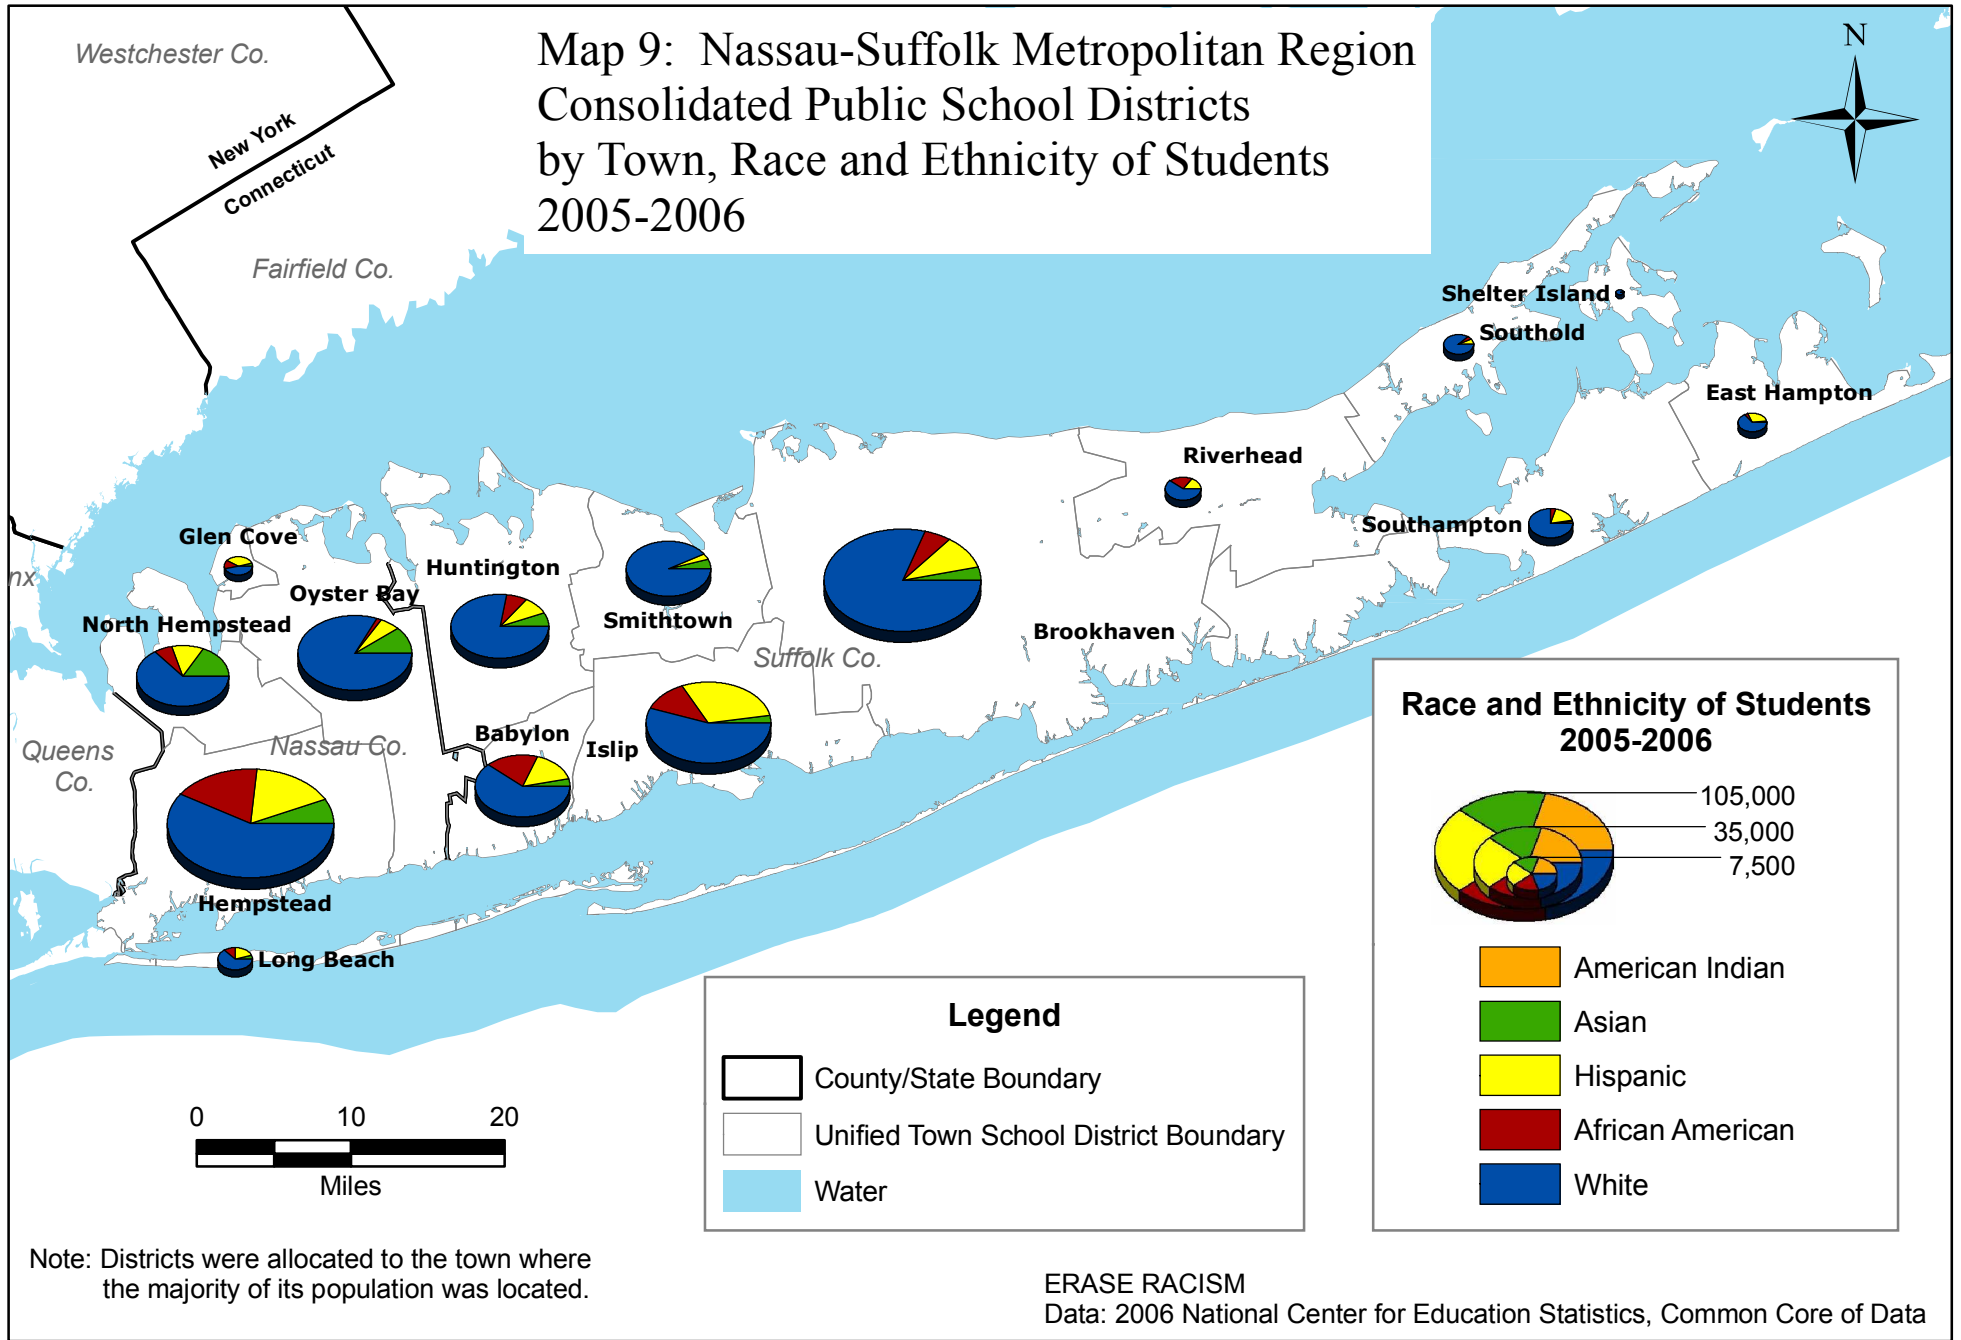 Map 9: Nassau-Suffolk Metropolitan Region
Consolidated Public School Districts
by Town, Race and Ethnicity of Students
2005-2006
N
Westchester Co.
New York
Connecticut
Fairfield Co.
Shelter Island
Southold
East Hampton
Riverhead
Southampton
Glen Cove
nx
Huntington
Oyster Bay
North Hempstead
Smithtown
Brookhaven
Suffolk Co.
Queens
Co.
Nassau Co.
Babylon
Islip
Hempstead
Long Beach
Race and Ethnicity of Students
2005-2006
105,000
35,000
7,500
American Indian
Asian
Hispanic
African American
White
Legend
County/State Boundary
Unified Town School District Boundary
Water
0 10 20
Miles
Note: Districts were allocated to the town where
the majority of its population was located.
ERASE RACISM
Data: 2006 National Center for Education Statistics, Common Core of Data